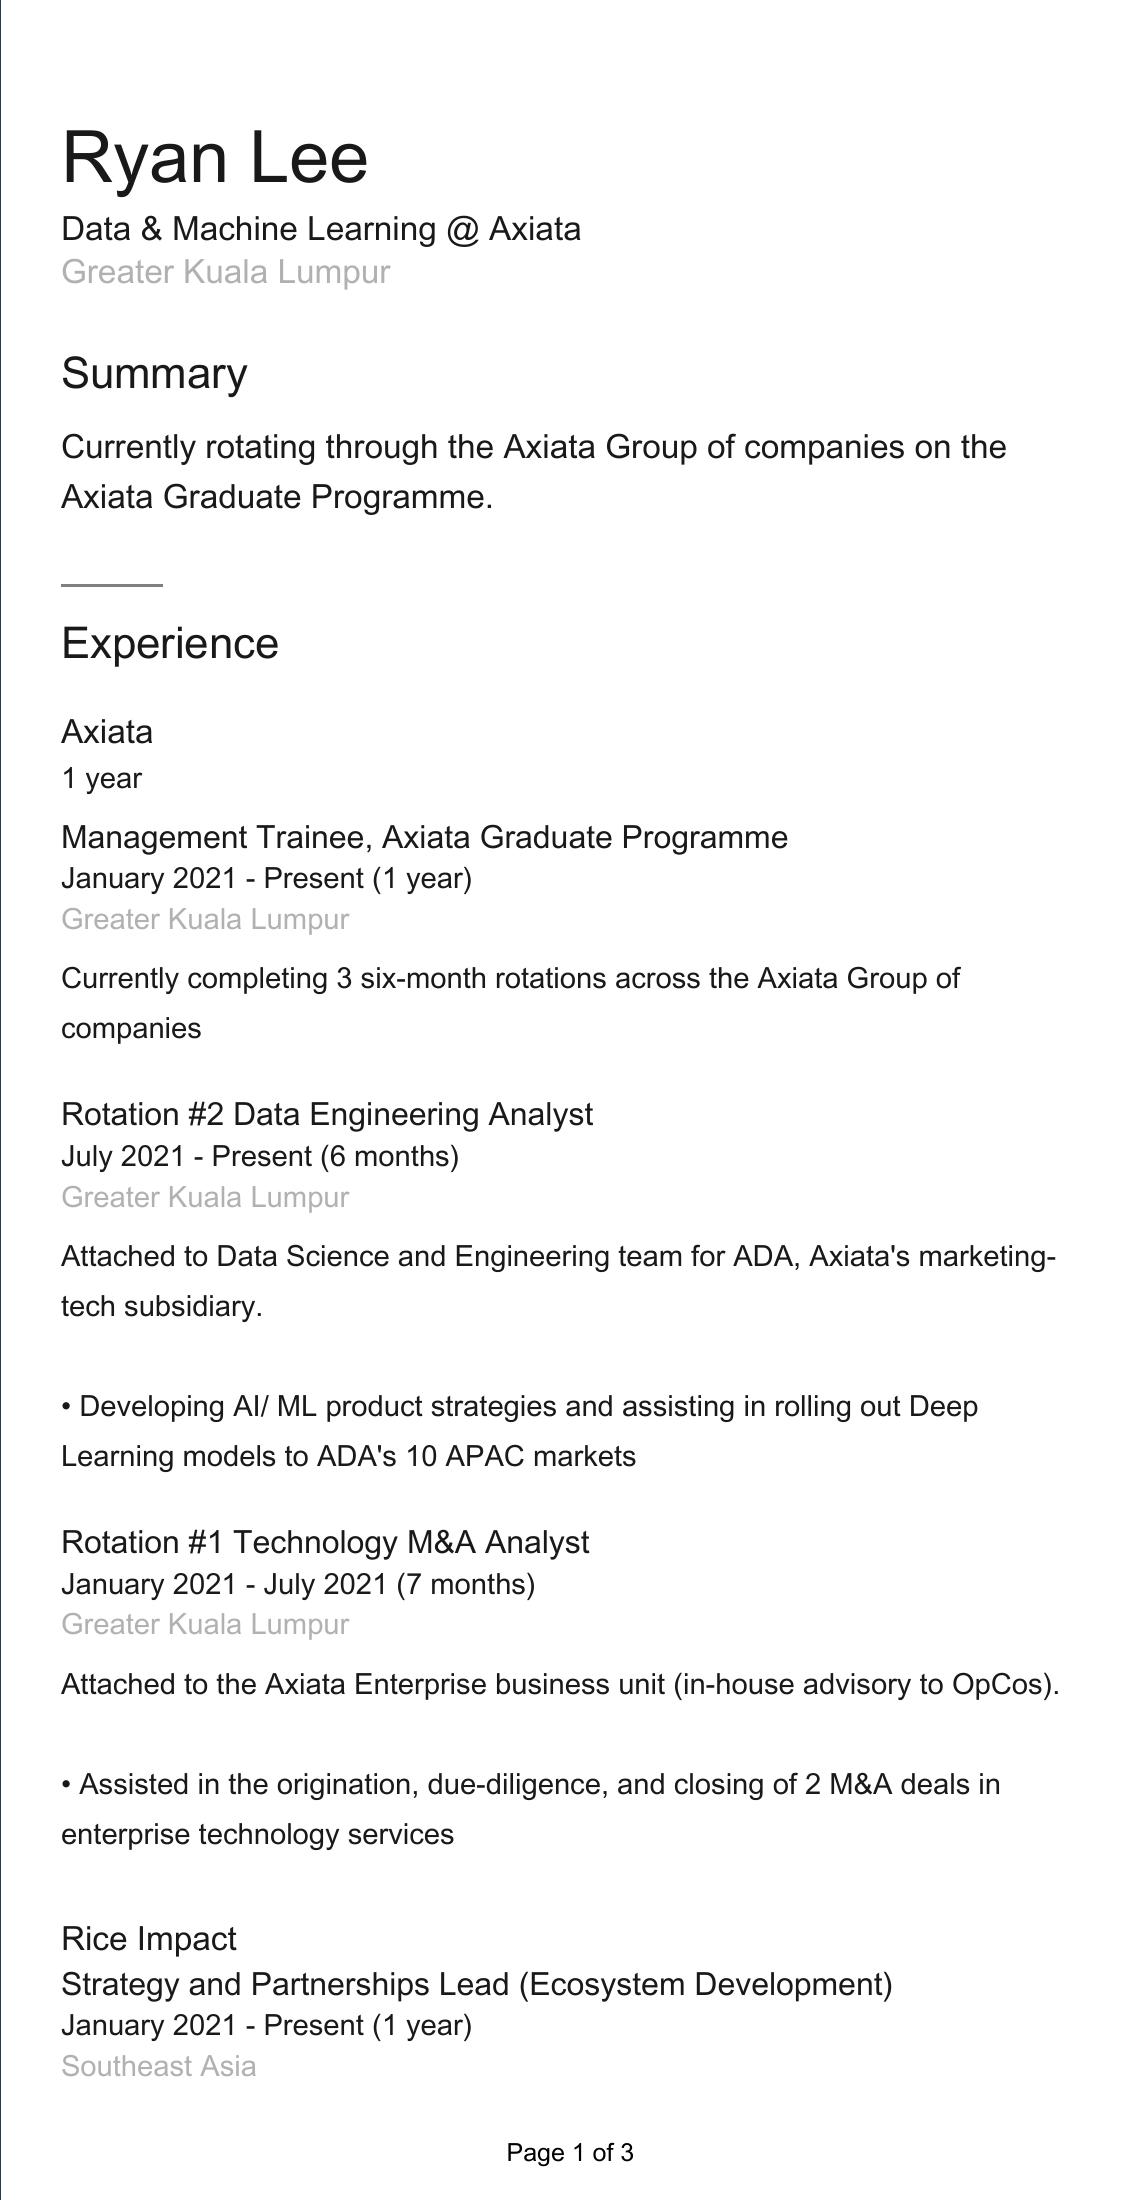 Ryan Lee
Data & Machine Learning @ Axiata
Greater Kuala Lumpur
Summary
Currently rotating through the Axiata Group of companies on the
Axiata Graduate Programme.
Experience
Axiata
1 year
Management Trainee, Axiata Graduate Programme
January 2021 - Present (1 year)
Greater Kuala Lumpur
Currently completing 3 six-month rotations across the Axiata Group of
companies
Rotation #2 Data Engineering Analyst
July 2021 - Present (6 months)
Greater Kuala Lumpur
Attached to Data Science and Engineering team for ADA, Axiata's marketing-
tech subsidiary.
• Developing AI/ ML product strategies and assisting in rolling out Deep
Learning models to ADA's 10 APAC markets
Rotation #1 Technology M&A Analyst
January 2021 - July 2021 (7 months)
Greater Kuala Lumpur
Attached to the Axiata Enterprise business unit (in-house advisory to OpCos).
• Assisted in the origination, due-diligence, and closing of 2 M&A deals in
enterprise technology services
Rice Impact
Strategy and Partnerships Lead (Ecosystem Development)
January 2021 - Present (1 year)
Southeast Asia
Page 1 of 3